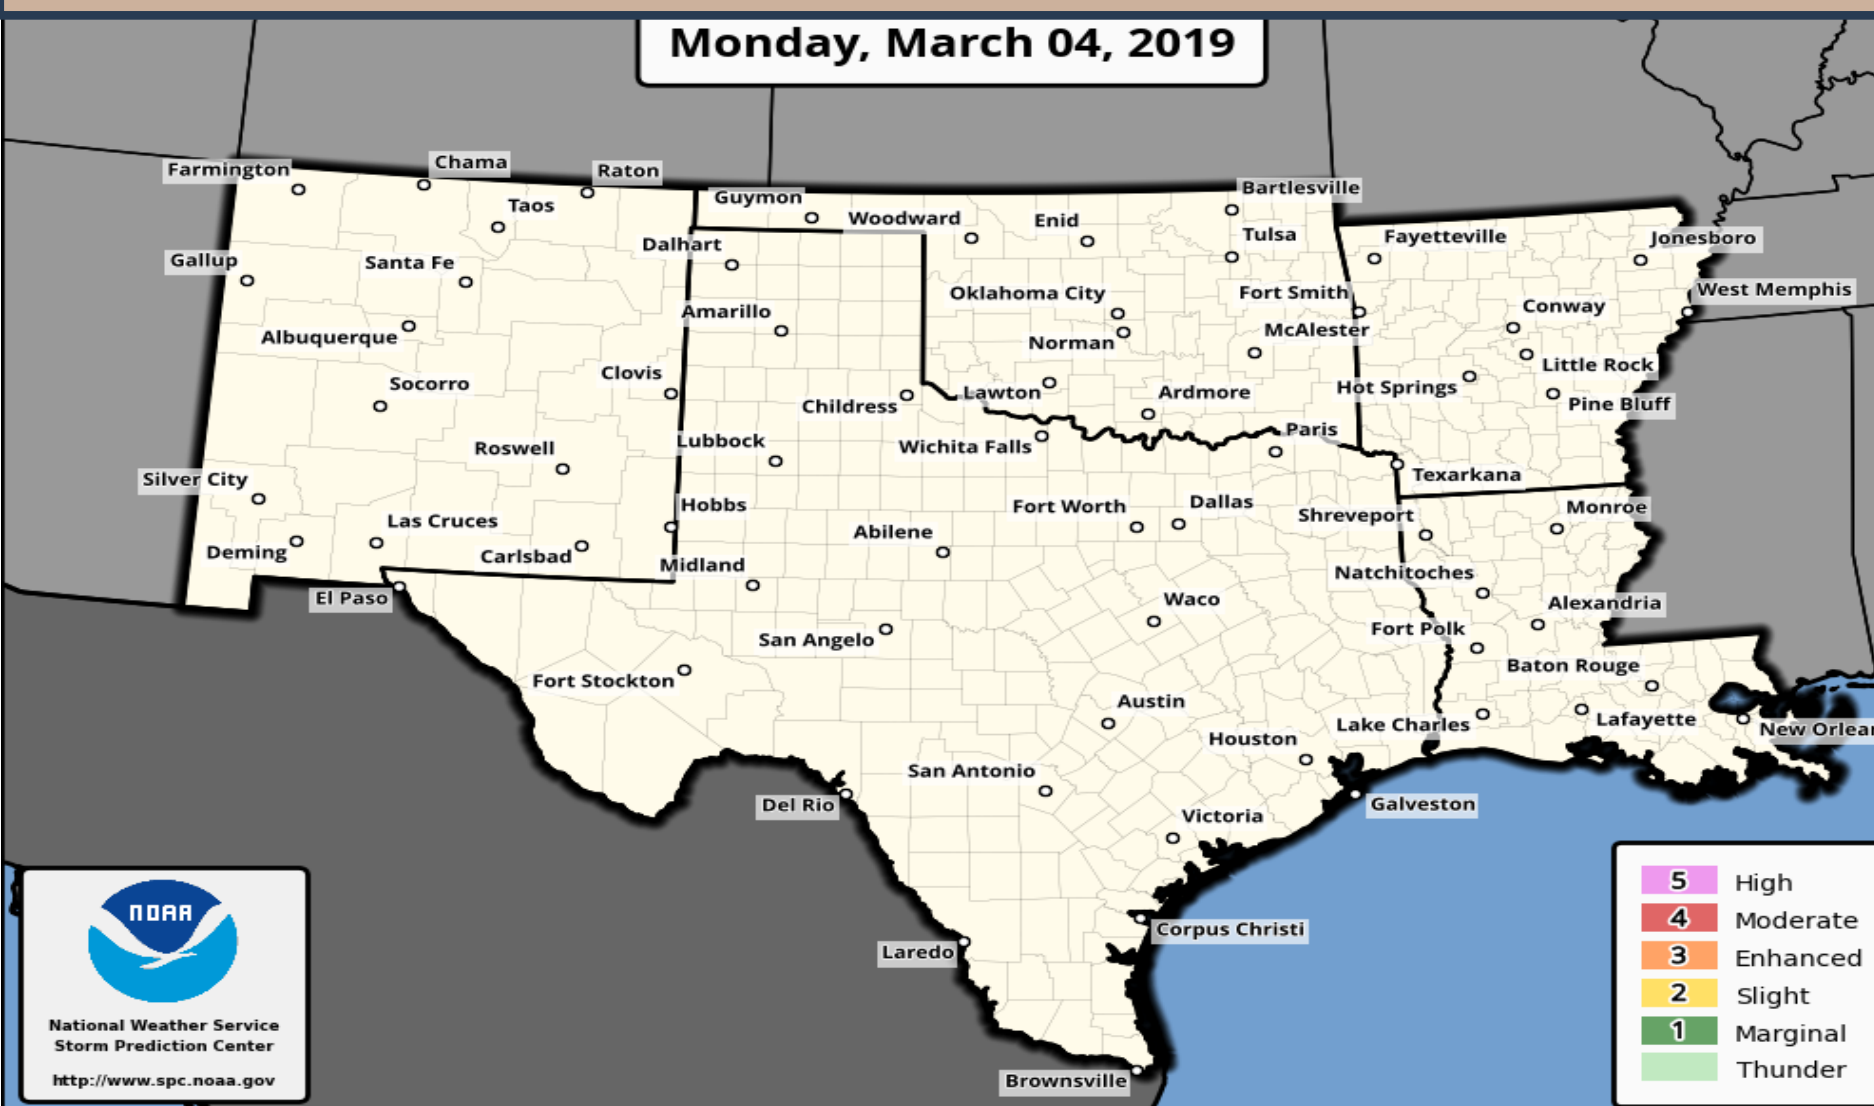 Monday, March 04, 2019
Farmington
Chama
Raton
Taos
Guymon
Woodward
Enid
Bartlesville
Tulsa
Fayetteville
Jonesboro
Gallup
Santa Fe
Dalhart
Oklahoma City
Fort Smith
West Memphis
Albuquerque
Amarillo
Norman
McAlester
Conway
Socorro
Clovis
Childress
Lawton
Ardmore
Hot Springs
Little Rock
Pine Bluff
Roswell
Lubbock
Wichita Falls
Paris
Texarkana
Silver City
Las Cruces
Hobbs
Abilene
Fort Worth
Dallas
Shreveport
Monroe
Deming
Carlsbad
Midland
Natchitoches
El Paso
Waco
Alexandria
San Angelo
Fort Polk
Fort Stockton
Baton Rouge
Austin
Lake Charles
Lafayette
New Orlean
Houston
San Antonio
Del Rio
Galveston
Victoria
Corpus Christi
Laredo
Brownsville
NOAA
National Weather Service
Storm Prediction Center
http://www.spc.noaa.gov
5 High
4 Moderate
3 Enhanced
2 Slight
1 Marginal
Thunder